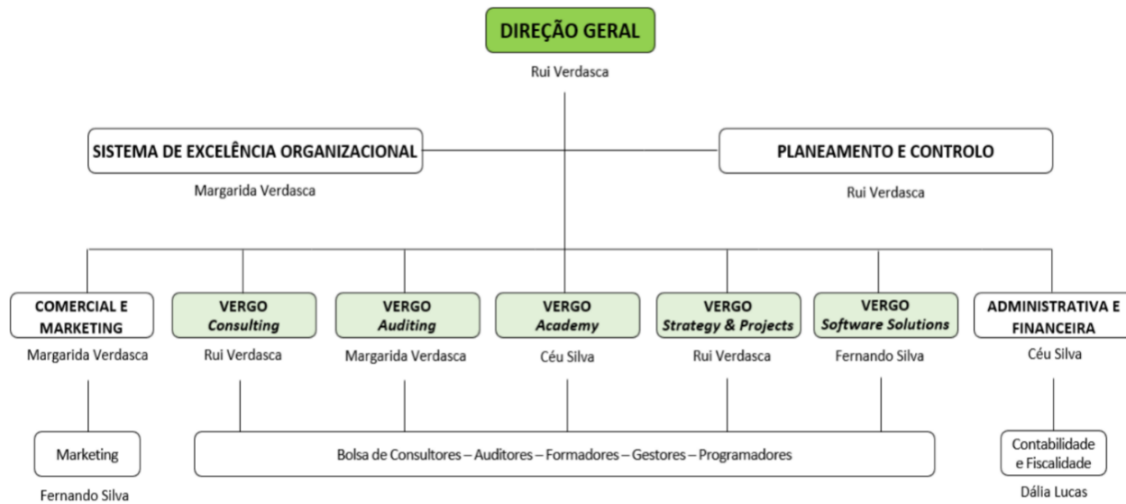 DIREÇÃO GERAL
Rui Verdasca
SISTEMA DE EXCELÊNCIA ORGANIZACIONAL
Margarida Verdasca
PLANEAMENTO E CONTROLO
Rui Verdasca
COMERCIAL E
MARKETING
Margarida Verdasca
VERGO
Consulting
Rui Verdasca
VERGO
Auditing
Margarida Verdasca
VERGO
Academy
Céu Silva
VERGO
Strategy & Projects
Rui Verdasca
VERGO
Software Solutions
Fernando Silva
ADMINISTRATIVA E
FINANCEIRA
Céu Silva
Marketing
Fernando Silva
Bolsa de Consultores – Auditores – Formadores – Gestores – Programadores
Contabilidade
e Fiscalidade
Dália Lucas